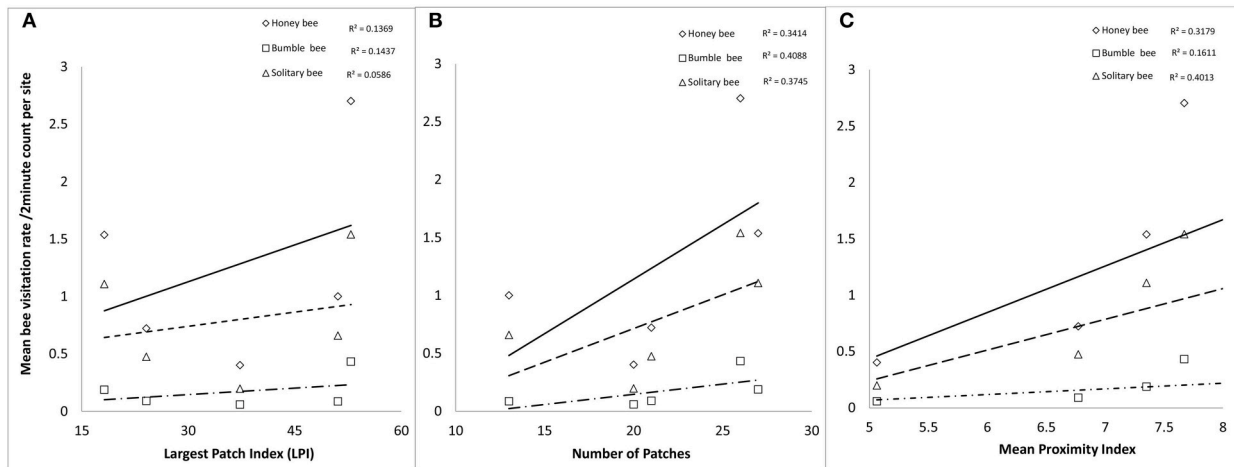 A
Honey bee R² = 0.1369
Bumble bee R² = 0.1437
Solitary bee R² = 0.0586
Mean bee visitation rate /2minute count per site
3
2.5
2
1.5
1
0.5
0
15 30 45 60
Largest Patch Index (LPI)
B
Honey bee R² = 0.3414
Bumble bee R² = 0.4088
Solitary bee R² = 0.3745
3
2.5
2
1.5
1
0.5
0
10 15 20 25 30
Number of Patches
C
Honey bee R² = 0.3179
Bumble bee R² = 0.1611
Solitary bee R² = 0.4013
3
2.5
2
1.5
1
0.5
0
5 5.5 6 6.5 7 7.5 8
Mean Proximity Index